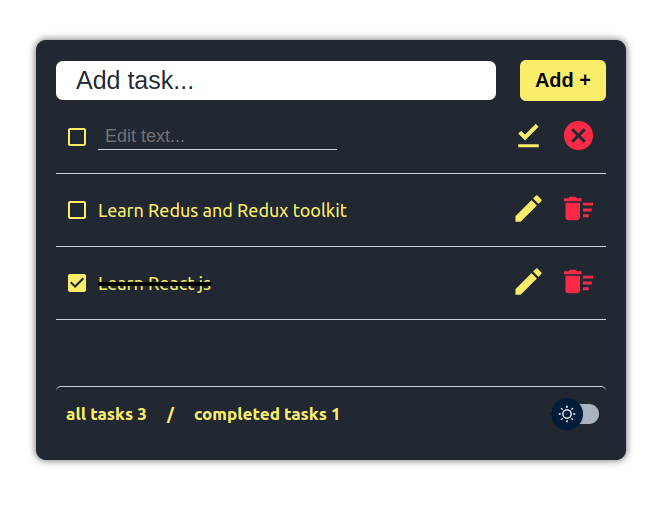 Add task...
Add +
Edit text...
Learn Redus and Redux toolkit
Learn React js
all tasks 3 / completed tasks 1